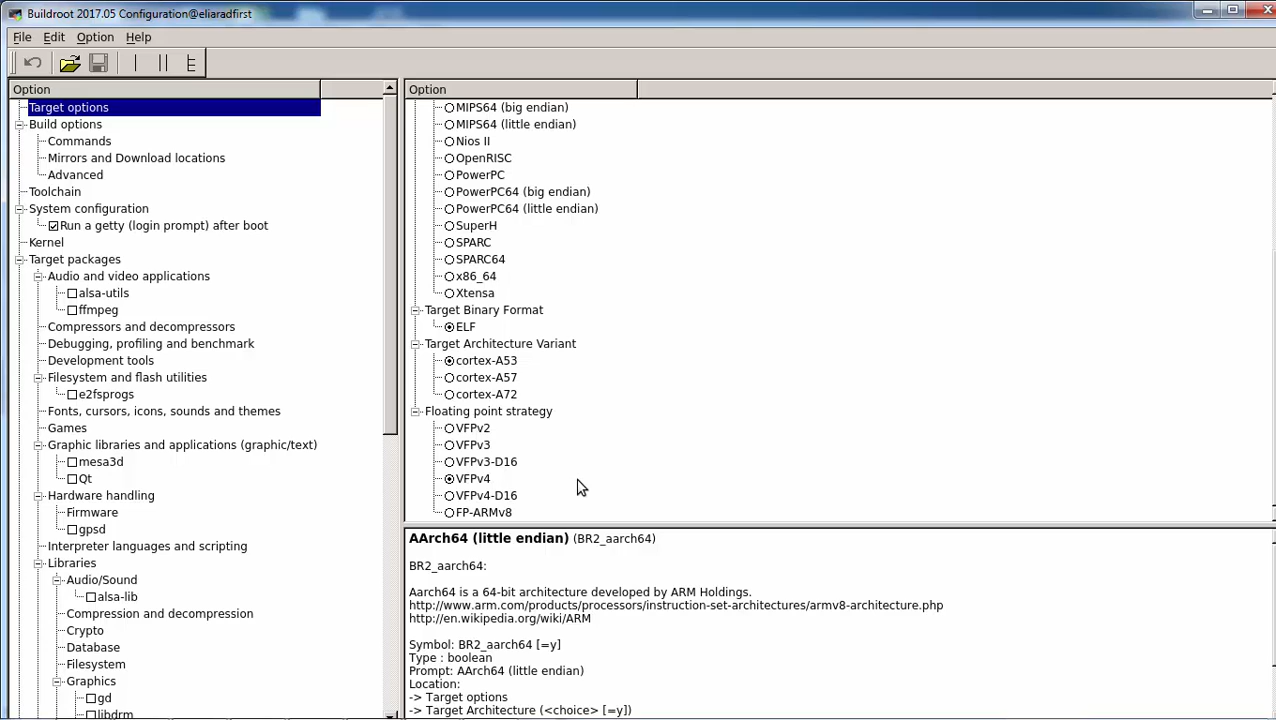 Buildroot 2017.05 Configuration@eliaradfirst
File Edit Option Help
Option
Target options
Build options
Commands
Mirrors and Download locations
Advanced
Toolchain
System configuration
Run a getty (login prompt) after boot
Kernel
Target packages
Audio and video applications
alsa-utils
ffmpeg
Compressors and decompressors
Debugging, profiling and benchmark
Development tools
Filesystem and flash utilities
e2fsprogs
Fonts, cursors, icons, sounds and themes
Games
Graphic libraries and applications (graphic/text)
mesa3d
Qt
Hardware handling
Firmware
gpsd
Interpreter languages and scripting
Libraries
Audio/Sound
alsa-lib
Compression and decompression
Crypto
Database
Filesystem
Graphics
gd
libdrm
Option
MIPS64 (big endian)
MIPS64 (little endian)
Nios II
OpenRISC
PowerPC
PowerPC64 (big endian)
PowerPC64 (little endian)
SuperH
SPARC
SPARC64
x86_64
Xtensa
Target Binary Format
ELF
Target Architecture Variant
cortex-A53
cortex-A57
cortex-A72
Floating point strategy
VFPv2
VFPv3
VFPv3-D16
VFPv4
VFPv4-D16
FP-ARMv8
AArch64 (little endian) (BR2_aarch64)
BR2_aarch64:
Aarch64 is a 64-bit architecture developed by ARM Holdings.
http://www.arm.com/products/processors/instruction-set-architectures/armv8-architecture.php
http://en.wikipedia.org/wiki/ARM
Symbol: BR2_aarch64 [=y]
Type : boolean
Prompt: AArch64 (little endian)
Location:
-> Target options
-> Target Architecture (<choice> [=y])